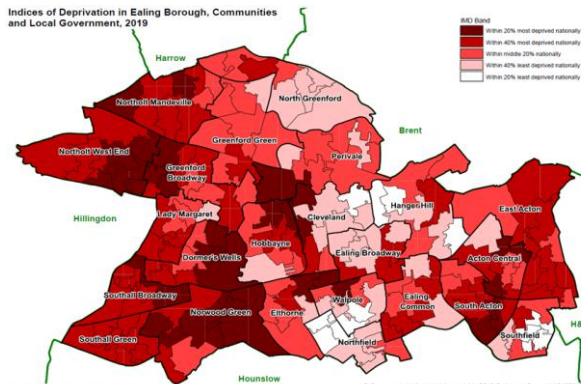 Indices of Deprivation in Ealing Borough, Communities
and Local Government, 2019
IMD Band
Within 20% most deprived nationally
Within 40% most deprived nationally
Within middle 20% nationally
Within 40% least deprived nationally
Within 20% least deprived nationally
Harrow
North Greenford
Northolt Mandeville
Brent
Greenford Green
Perivale
Northolt West End
Greenford
Broadway
Hillingdon
Lady Margaret
Cleveland
Hanger Hill
East Acton
Hobbayne
Dormer's Wells
Ealing Broadway
Acton Central
Southall Broadway
Walpole
Ealing
Common
South Acton
Norwood Green
Elthorne
Southall Green
Northfield
Southfield
H&
Hounslow